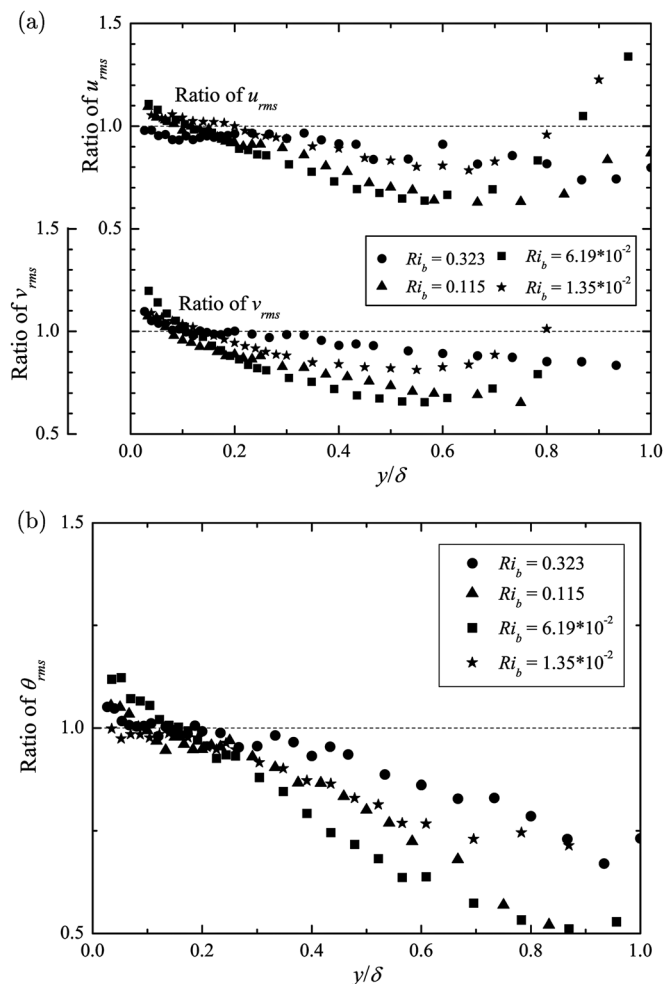 (a)
1.5
1.0
0.5
Ratio of u_rms
Ratio of u_rms
1.5
1.0
0.5
Ratio of v_rms
Ratio of v_rms
● Ri_b = 0.323 ■ Ri_b = 6.19*10^-2
▲ Ri_b = 0.115 ★ Ri_b = 1.35*10^-2
0.0 0.2 0.4 0.6 0.8 1.0
y/δ
(b)
1.5
1.0
0.5
Ratio of θ_rms
● Ri_b = 0.323
▲ Ri_b = 0.115
■ Ri_b = 6.19*10^-2
★ Ri_b = 1.35*10^-2
0.0 0.2 0.4 0.6 0.8 1.0
y/δ